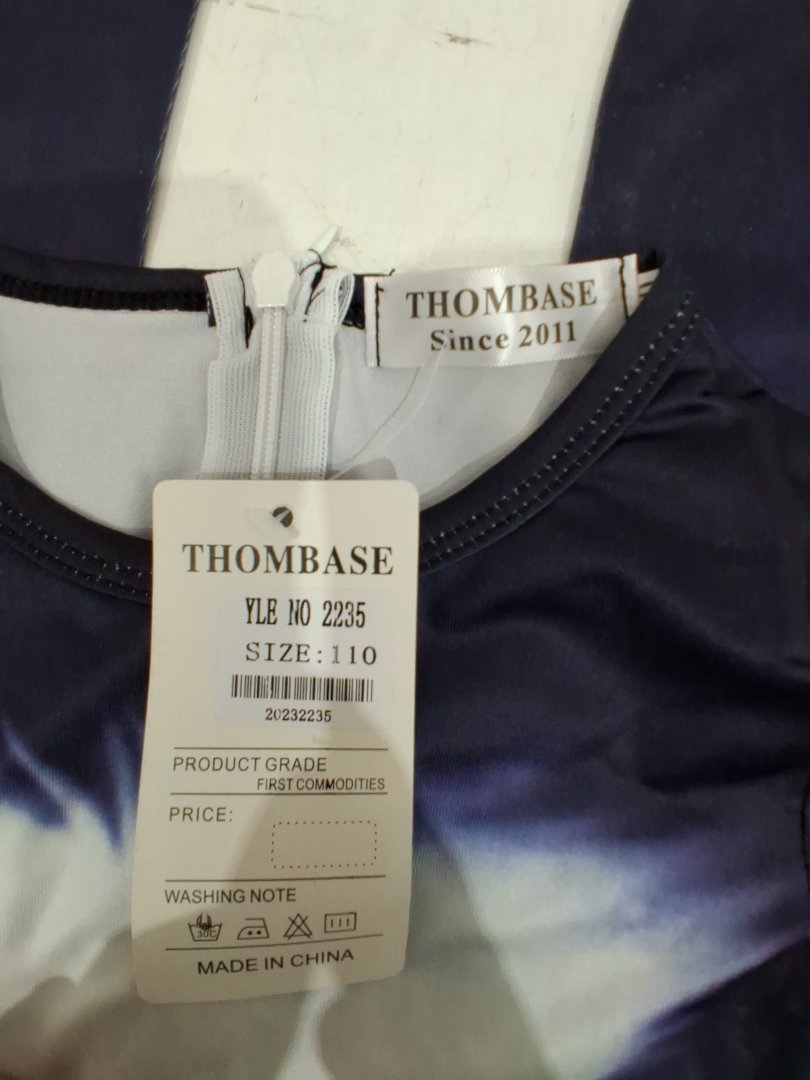 THOMBASE
Since 2011
THOMBASE
YLE NO 2235
SIZE:110
20232235
PRODUCT GRADE
FIRST COMMODITIES
PRICE:
WASHING NOTE
30C
MADE IN CHINA